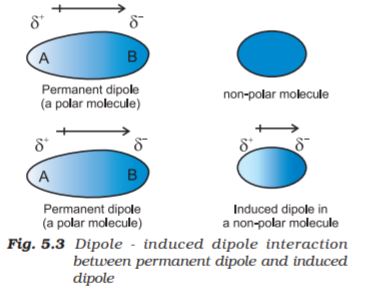 δ⁺ δ⁻
A B
Permanent dipole
(a polar molecule)
non-polar molecule
δ⁺ δ⁻
δ⁺ δ⁻
A B
Permanent dipole
(a polar molecule)
Induced dipole in
a non-polar molecule
Fig. 5.3 Dipole - induced dipole interaction
between permanent dipole and induced
dipole